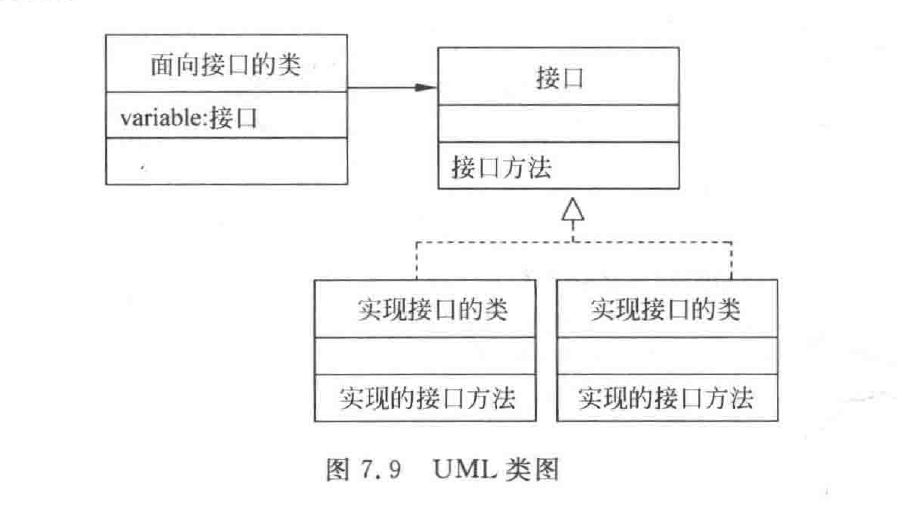 面向接口的类
variable:接口
接口
接口方法
实现接口的类
实现的接口方法
实现接口的类
实现的接口方法
图 7.9 UML 类图